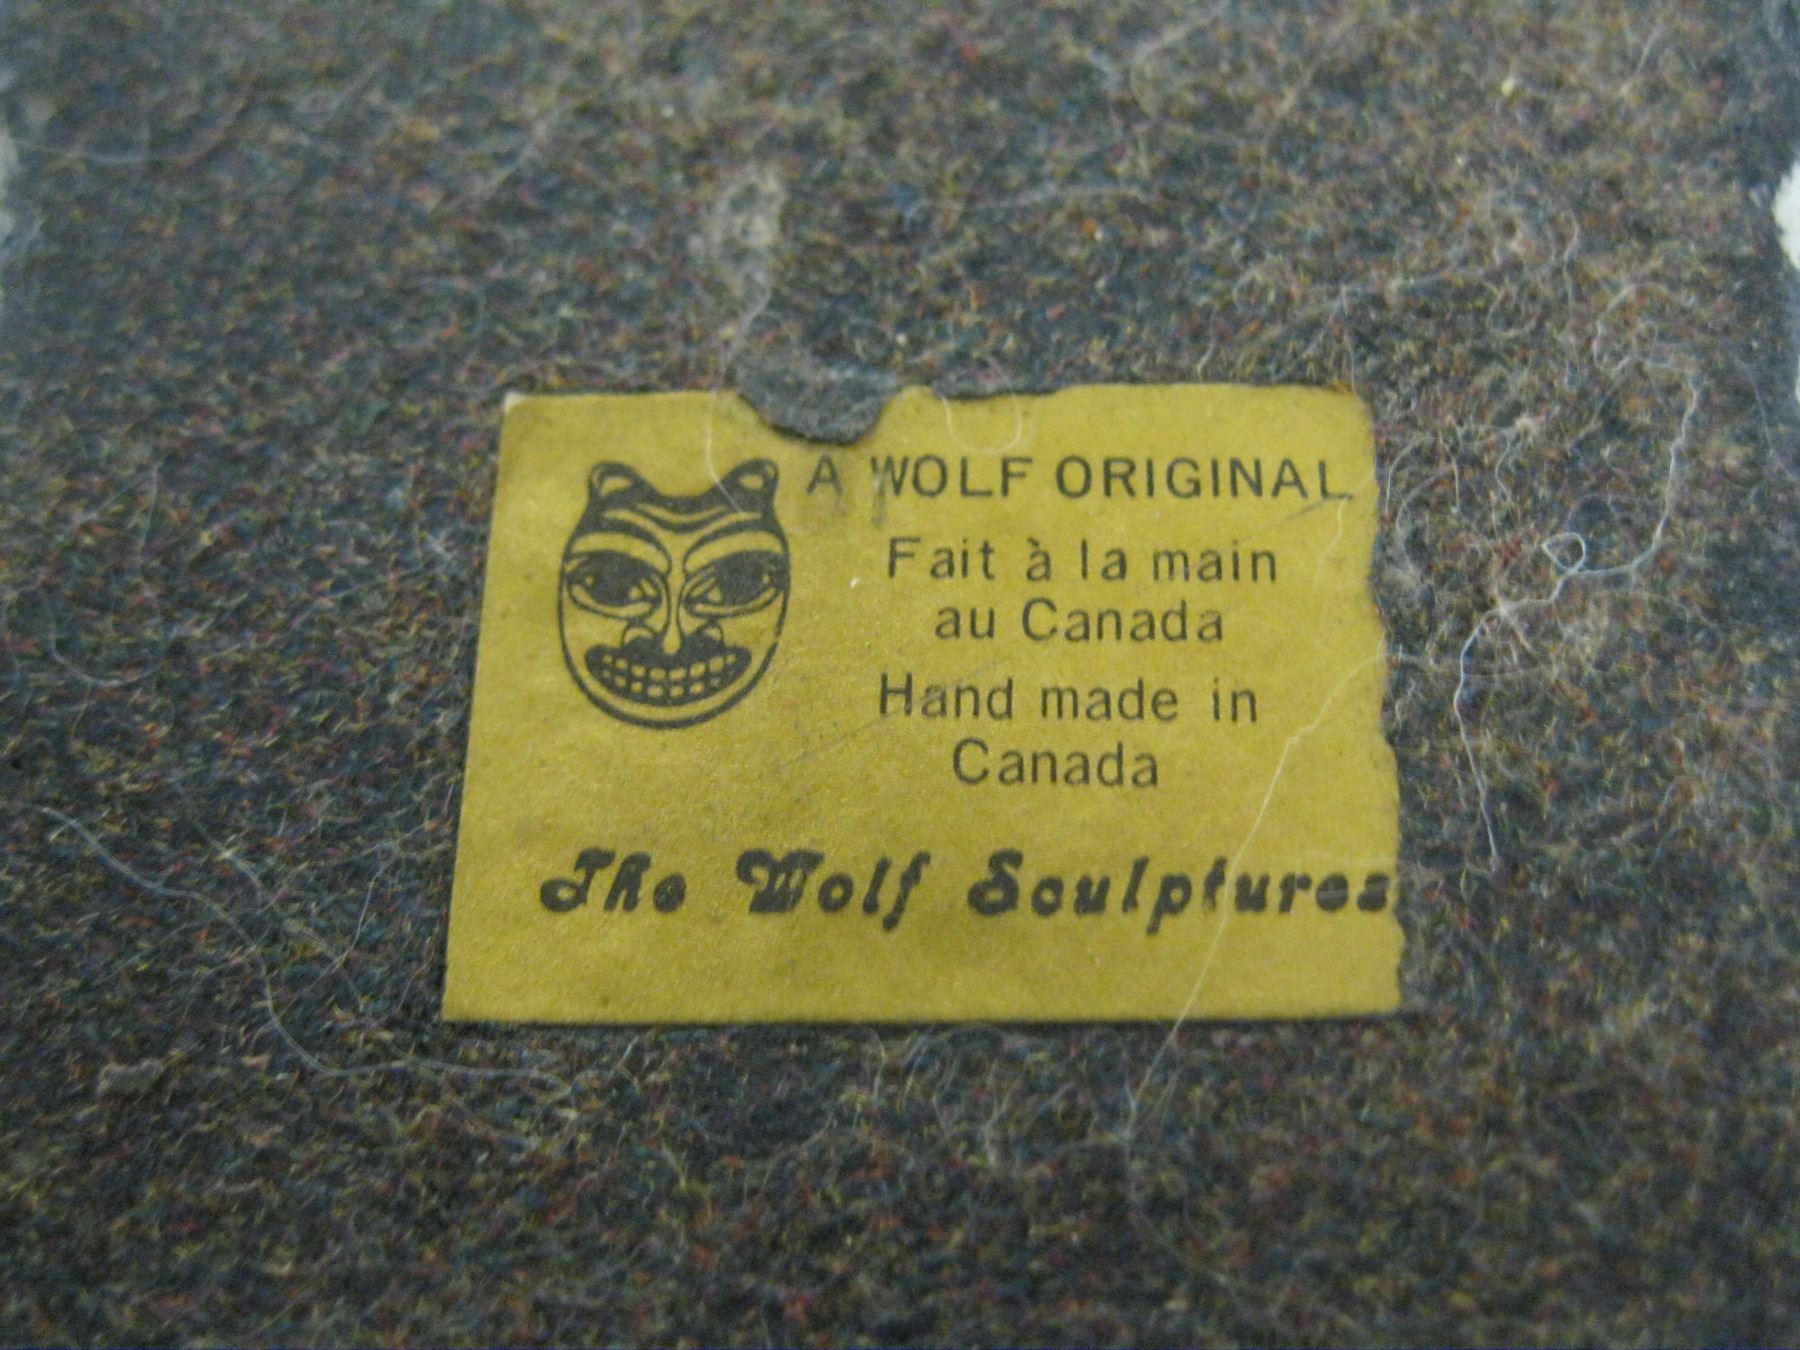 A WOLF ORIGINAL
Fait à la main
au Canada
Hand made in
Canada
The Wolf Sculptures